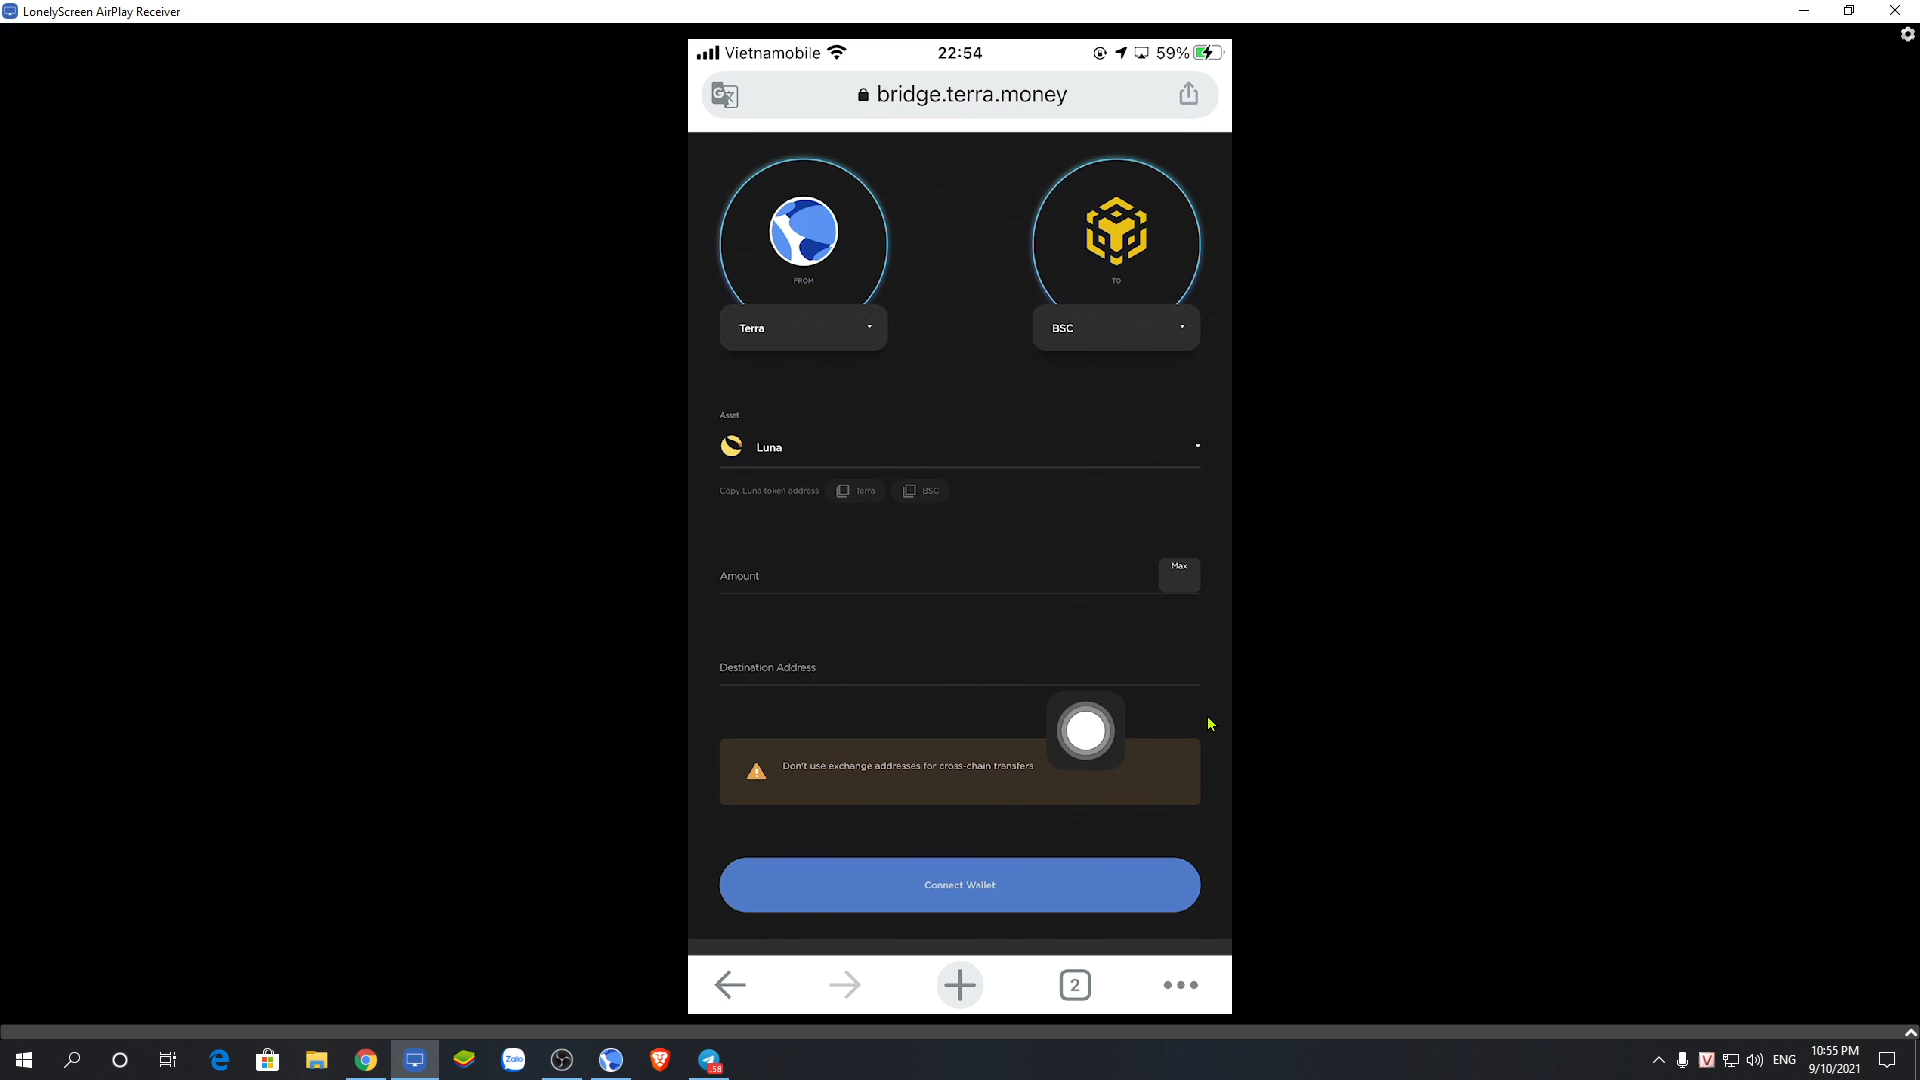 LonelyScreen AirPlay Receiver
Vietnamobile 22:54 59%
bridge.terra.money
FROM TO
Terra BSC
Asset
Luna
Copy Luna token address Terra BSC
Amount Max
Destination Address
Don't use exchange addresses for cross-chain transfers
Connect Wallet
2
Zalo 58 V ENG 10:55 PM
9/10/2021